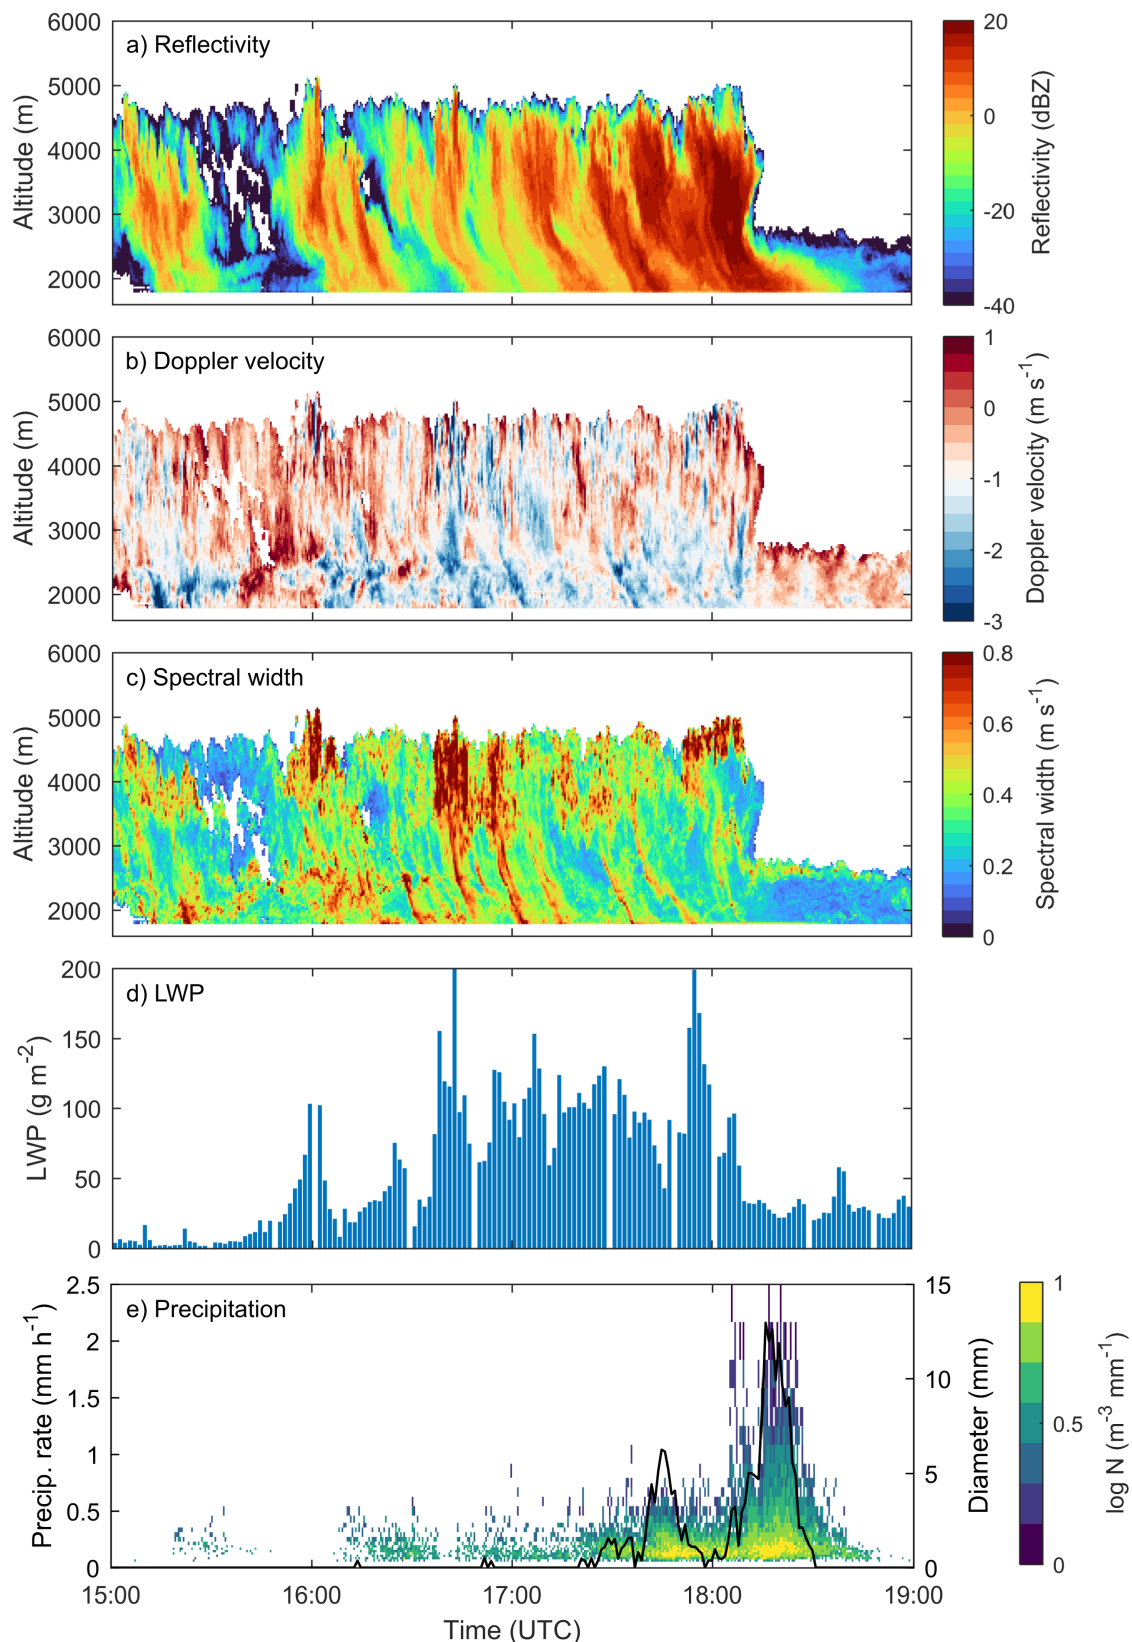 a) Reflectivity
6000
5000
4000
3000
2000
Altitude (m)
20
0
-20
-40
Reflectivity (dBZ)
b) Doppler velocity
6000
5000
4000
3000
2000
Altitude (m)
1
0
-1
-2
-3
Doppler velocity (m s⁻¹)
c) Spectral width
6000
5000
4000
3000
2000
Altitude (m)
0.8
0.6
0.4
0.2
0
Spectral width (m s⁻¹)
d) LWP
200
150
100
50
0
LWP (g m⁻²)
e) Precipitation
2.5
2
1.5
1
0.5
0
Precip. rate (mm h⁻¹)
15
10
5
0
Diameter (mm)
1
0.5
0
log N (m⁻³ mm⁻¹)
15:00 16:00 17:00 18:00 19:00
Time (UTC)